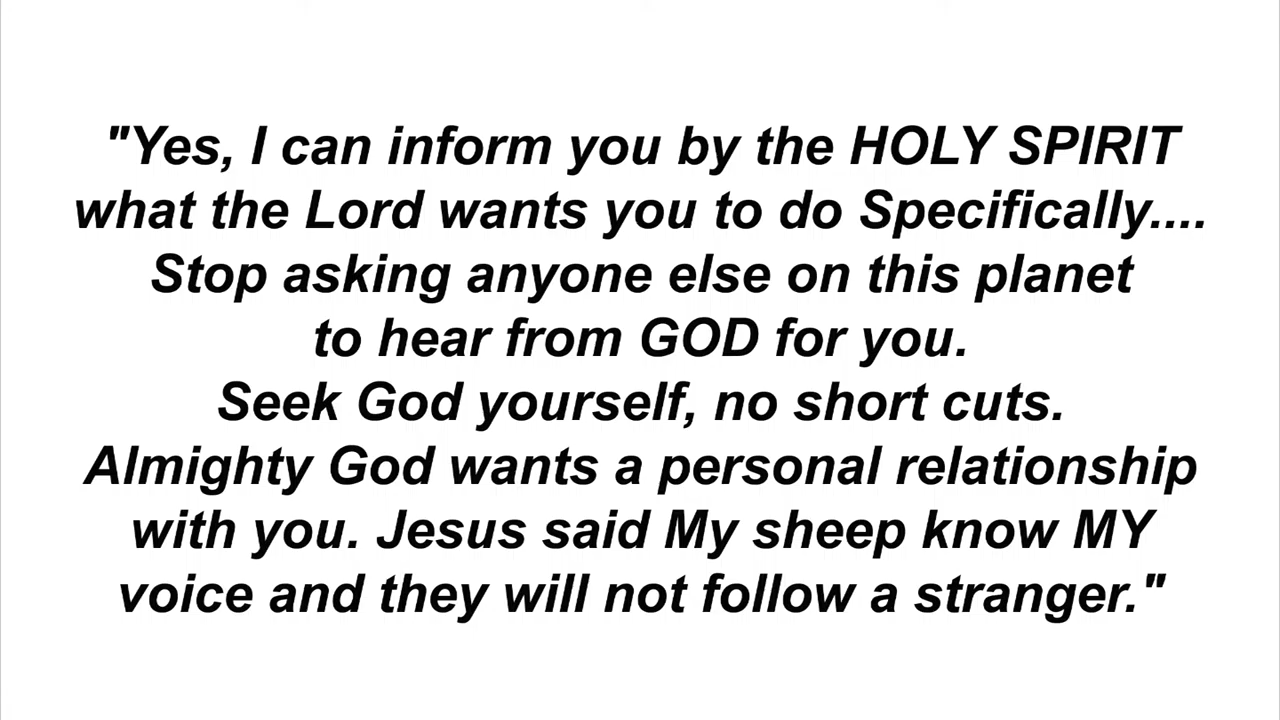 "Yes, I can inform you by the HOLY SPIRIT
what the Lord wants you to do Specifically....
Stop asking anyone else on this planet
to hear from GOD for you.
Seek God yourself, no short cuts.
Almighty God wants a personal relationship
with you. Jesus said My sheep know MY
voice and they will not follow a stranger."